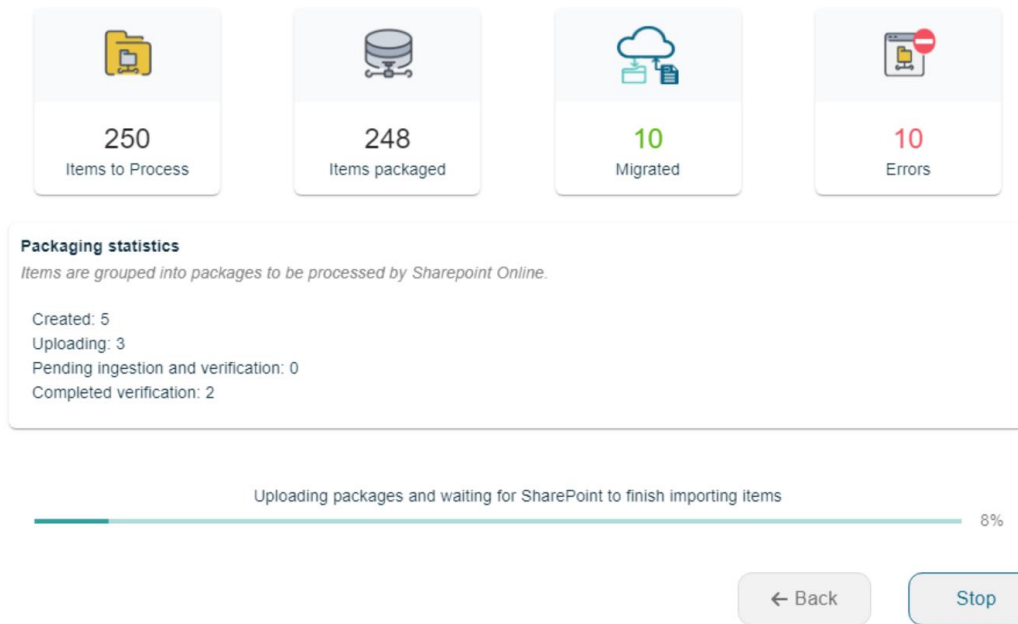 250
Items to Process
248
Items packaged
10
Migrated
10
Errors
Packaging statistics
Items are grouped into packages to be processed by Sharepoint Online.
Created: 5
Uploading: 3
Pending ingestion and verification: 0
Completed verification: 2
Uploading packages and waiting for SharePoint to finish importing items
8%
← Back
Stop